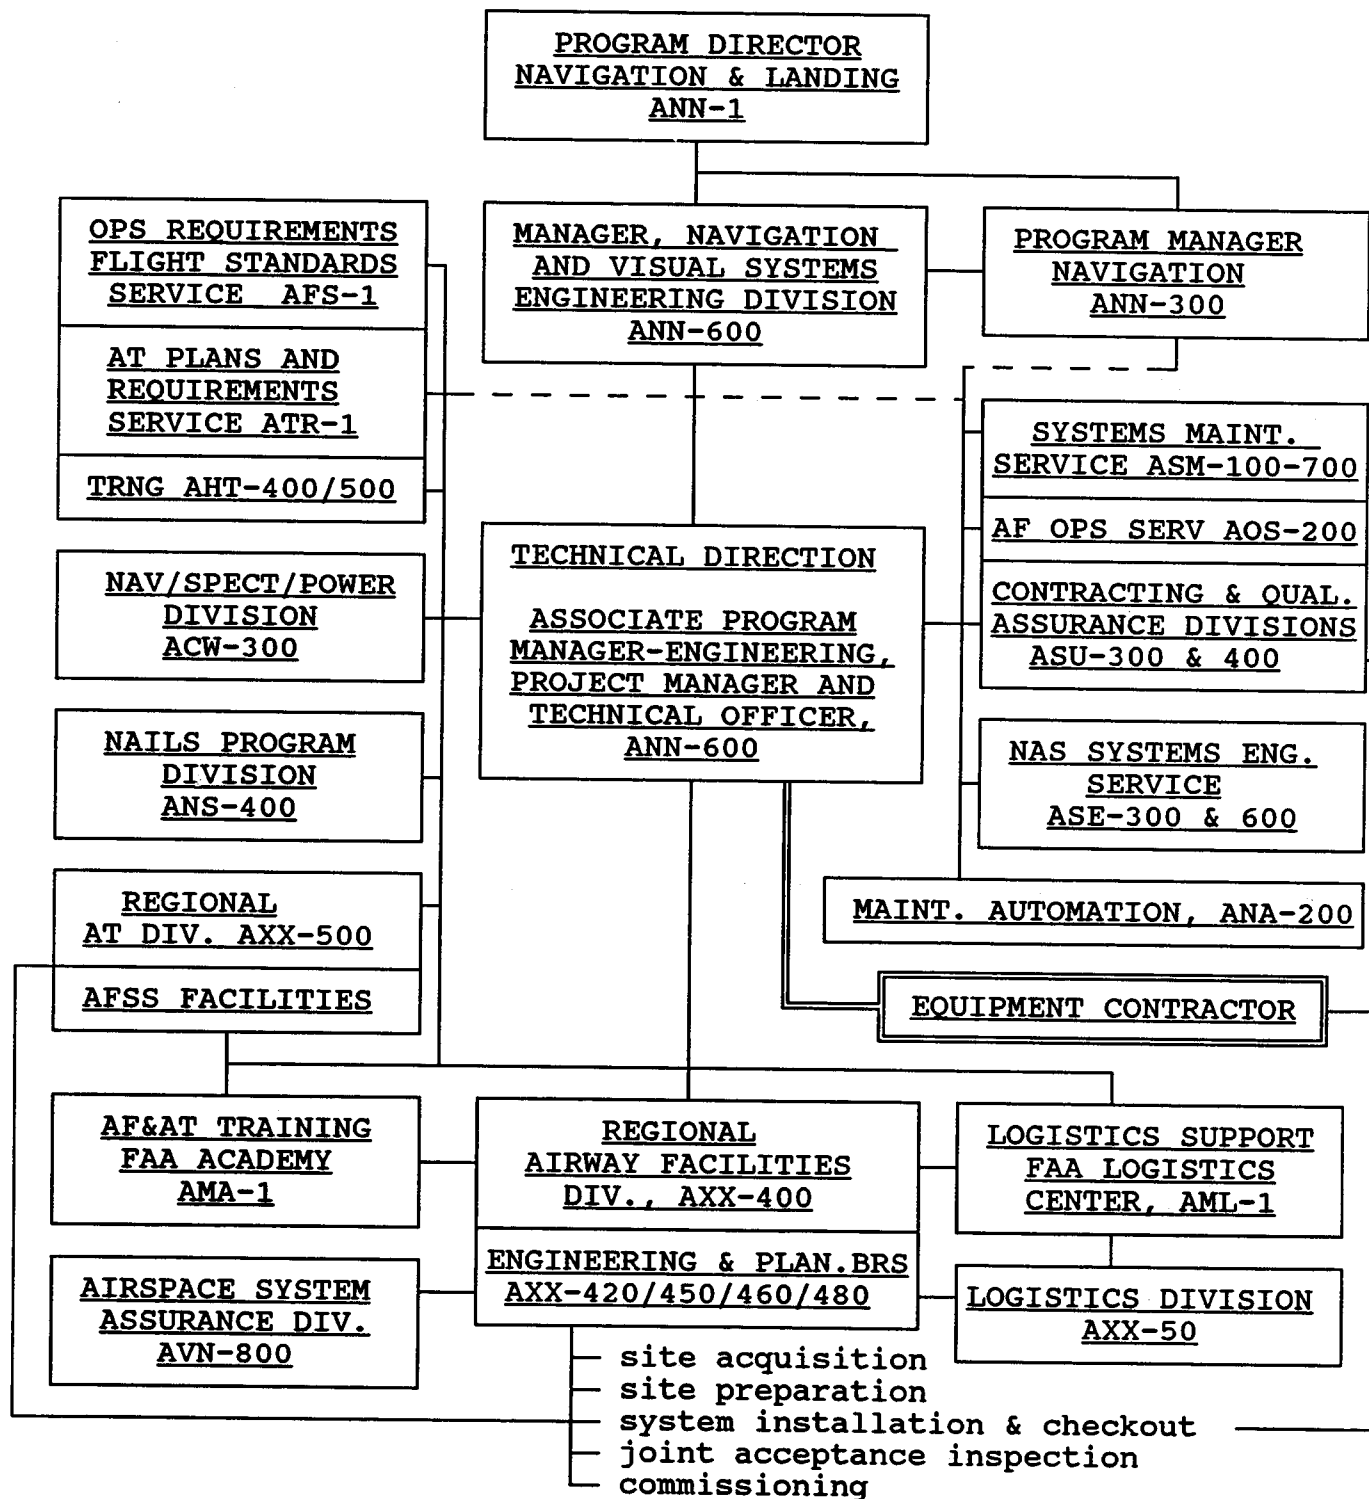 PROGRAM DIRECTOR
NAVIGATION & LANDING
ANN-1
OPS REQUIREMENTS
FLIGHT STANDARDS
SERVICE AFS-1
AT PLANS AND
REQUIREMENTS
SERVICE ATR-1
TRNG AHT-400/500
MANAGER, NAVIGATION
AND VISUAL SYSTEMS
ENGINEERING DIVISION
ANN-600
PROGRAM MANAGER
NAVIGATION
ANN-300
SYSTEMS MAINT.
SERVICE ASM-100-700
AF OPS SERV AOS-200
CONTRACTING & QUAL.
ASSURANCE DIVISIONS
ASU-300 & 400
NAV/SPECT/POWER
DIVISION
ACW-300
TECHNICAL DIRECTION
ASSOCIATE PROGRAM
MANAGER-ENGINEERING,
PROJECT MANAGER AND
TECHNICAL OFFICER,
ANN-600
NAILS PROGRAM
DIVISION
ANS-400
NAS SYSTEMS ENG.
SERVICE
ASE-300 & 600
REGIONAL
AT DIV. AXX-500
AFSS FACILITIES
MAINT. AUTOMATION, ANA-200
EQUIPMENT CONTRACTOR
AF&AT TRAINING
FAA ACADEMY
AMA-1
REGIONAL
AIRWAY FACILITIES
DIV., AXX-400
ENGINEERING & PLAN.BRS
AXX-420/450/460/480
LOGISTICS SUPPORT
FAA LOGISTICS
CENTER, AML-1
AIRSPACE SYSTEM
ASSURANCE DIV.
AVN-800
LOGISTICS DIVISION
AXX-50
site acquisition
site preparation
system installation & checkout
joint acceptance inspection
commissioning